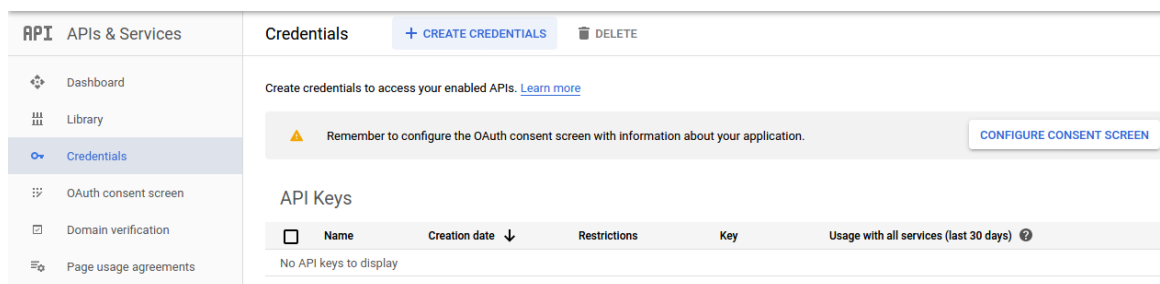 API APIs & Services
Credentials + CREATE CREDENTIALS DELETE
Dashboard
Library
Credentials
OAuth consent screen
Domain verification
Page usage agreements
Create credentials to access your enabled APIs. Learn more
Remember to configure the OAuth consent screen with information about your application. CONFIGURE CONSENT SCREEN
API Keys
Name Creation date Restrictions Key Usage with all services (last 30 days) ?
No API keys to display